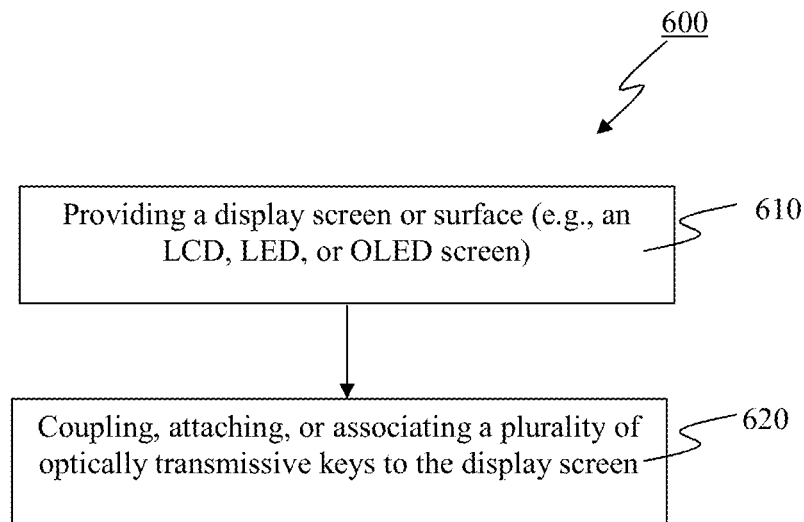 600
Providing a display screen or surface (e.g., an
LCD, LED, or OLED screen)
610
Coupling, attaching, or associating a plurality of
optically transmissive keys to the display screen
620